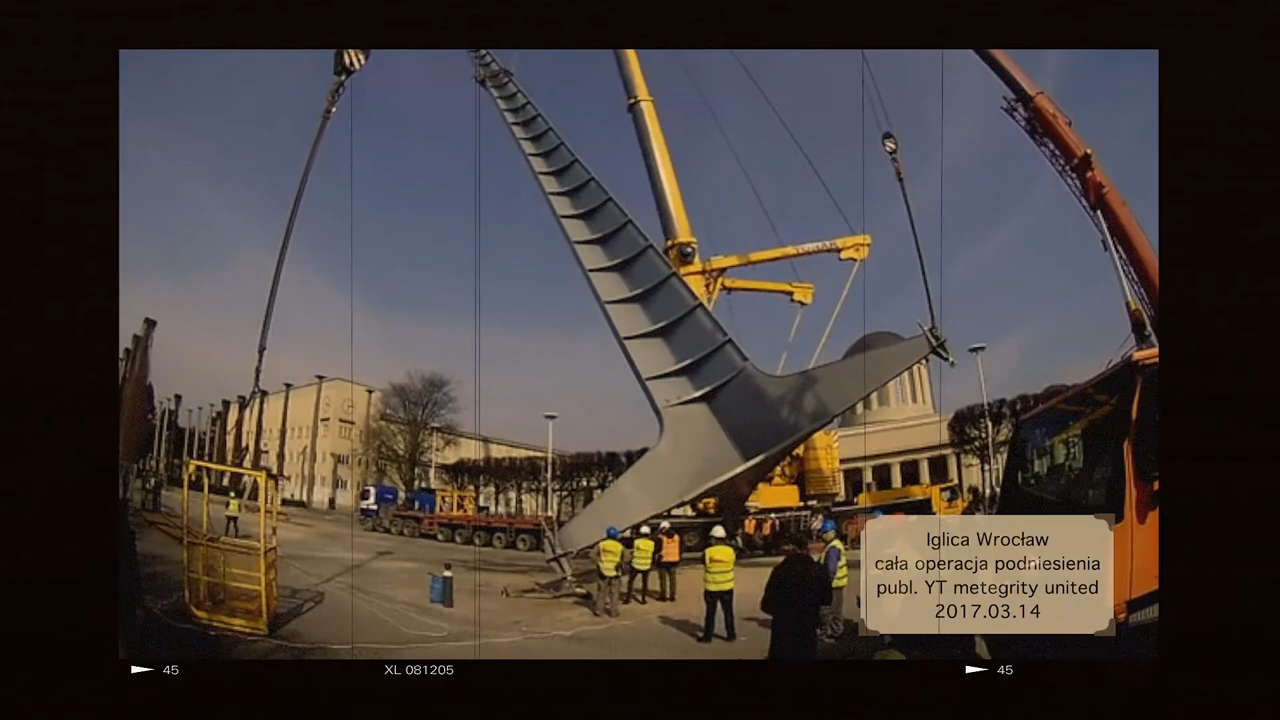 Iglica Wrocław
cała operacja podniesienia
publ. YT metegrity united
2017.03.14
45
XL 081205
45